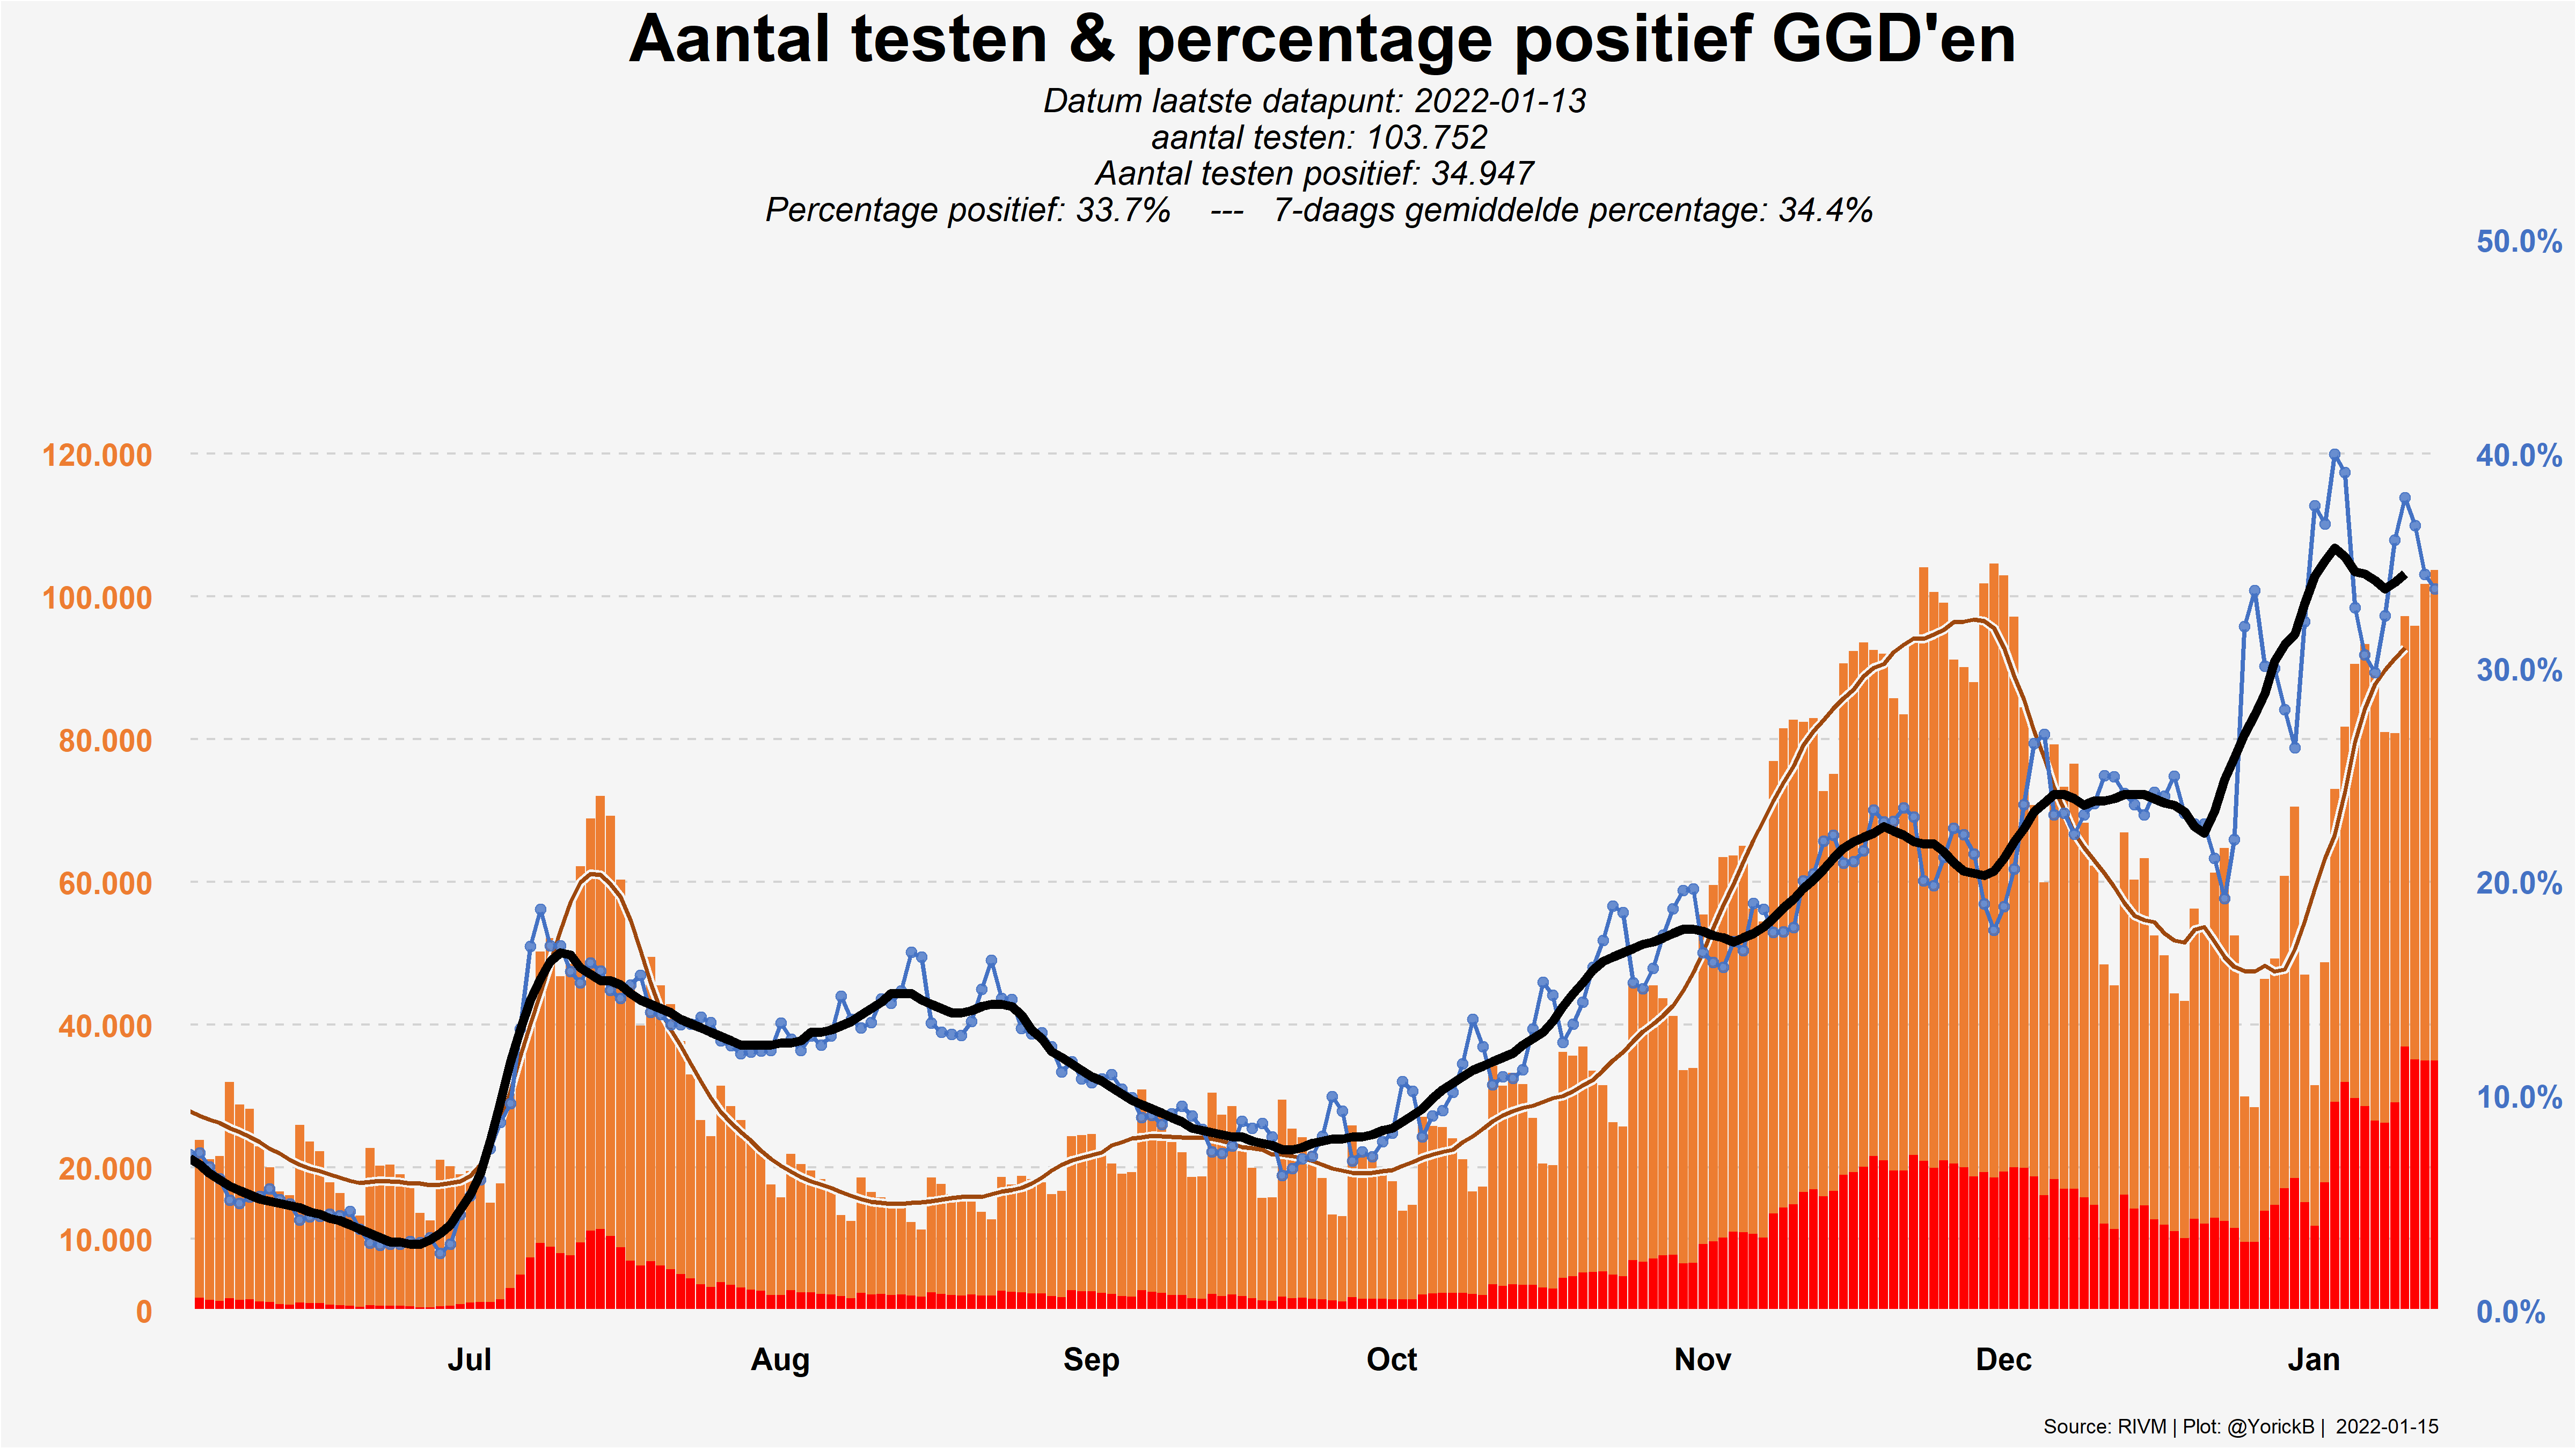 Aantal testen & percentage positief GGD'en
Datum laatste datapunt: 2022-01-13
aantal testen: 103.752
Aantal testen positief: 34.947
Percentage positief: 33.7% --- 7-daags gemiddelde percentage: 34.4%
50.0%
120.000 40.0%
100.000
30.0%
80.000
60.000 20.0%
40.000
10.0%
20.000
10.000
0 0.0%
Jul Aug Sep Oct Nov Dec Jan
Source: RIVM | Plot: @YorickB | 2022-01-15